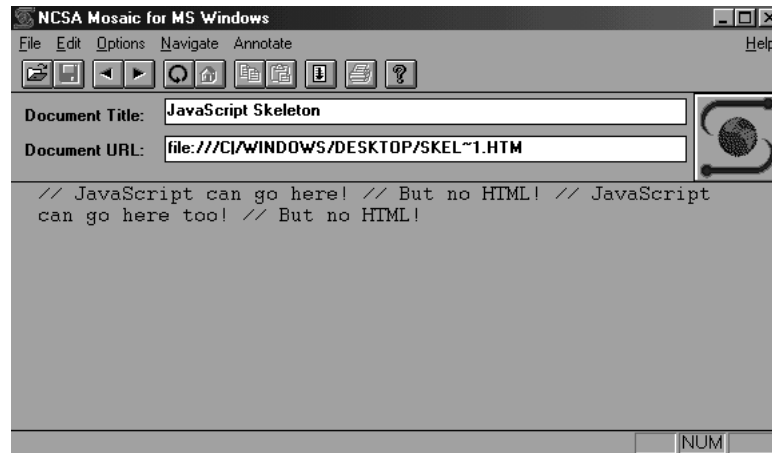 NCSA Mosaic for MS Windows
File Edit Options Navigate Annotate Help
Document Title: JavaScript Skeleton
Document URL: file:///C|/WINDOWS/DESKTOP/SKEL~1.HTM
// JavaScript can go here! // But no HTML! // JavaScript
can go here too! // But no HTML!
NUM